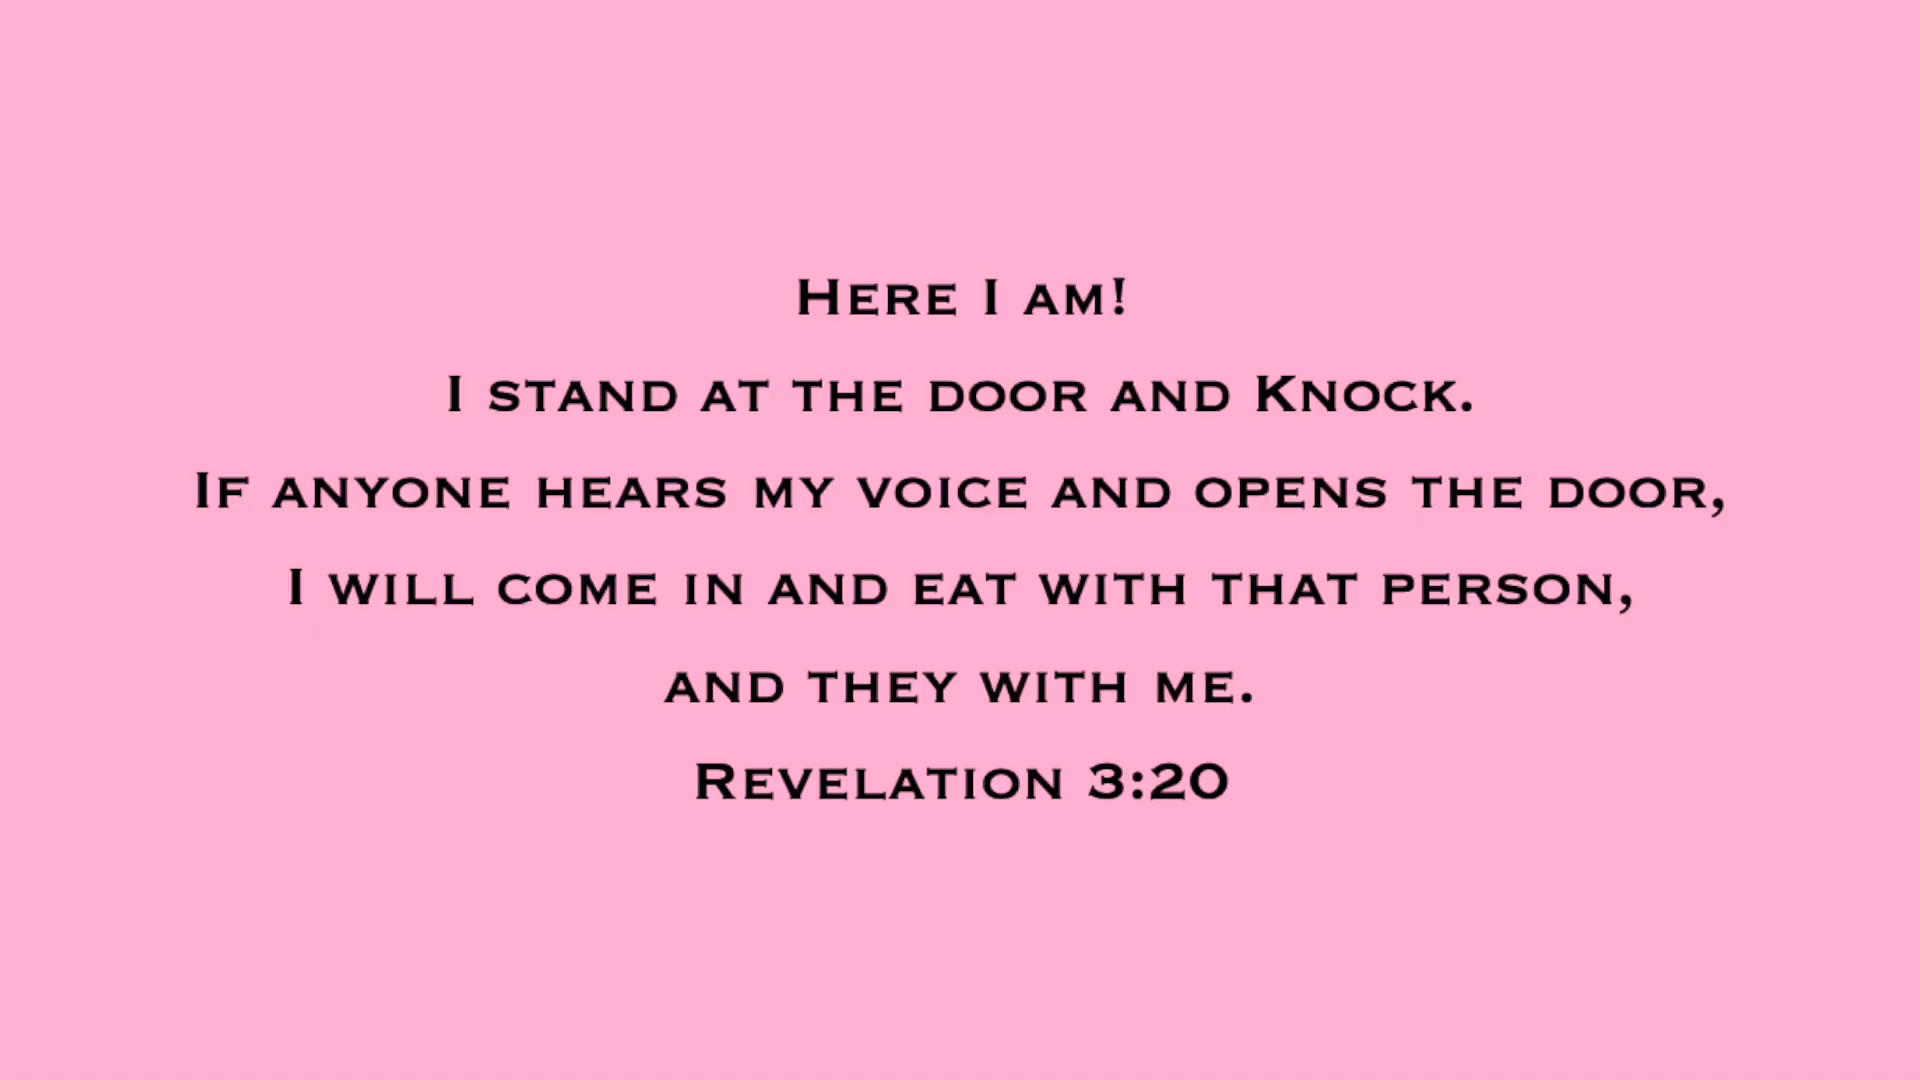 Here I am!
I stand at the door and Knock.
If anyone hears my voice and opens the door,
I will come in and eat with that person,
and they with me.
Revelation 3:20